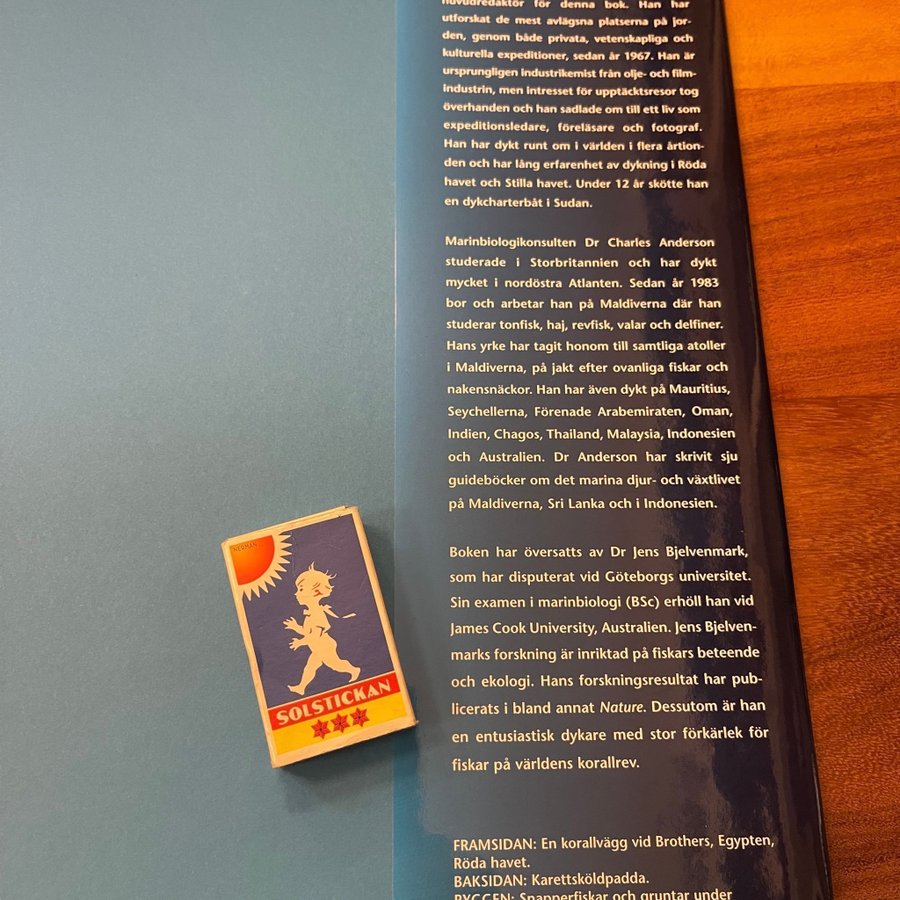 huvudredaktör för denna bok. Han har
utforskat de mest avlägsna platserna på jor-
den, genom både privata, vetenskapliga och
kulturella expeditioner, sedan år 1967. Han är
ursprungligen industrikemist från olje- och film-
industrin, men intresset för upptäcktsresor tog
överhanden och han sadlade om till ett liv som
expeditionsledare, föreläsare och fotograf.
Han har dykt runt om i världen i flera årtion-
den och har lång erfarenhet av dykning i Röda
havet och Stilla havet. Under 12 år skötte han
en dykcharterbåt i Sudan.
Marinbiologikonsulten Dr Charles Anderson
studerade i Storbritannien och har dykt
mycket i nordöstra Atlanten. Sedan år 1983
bor och arbetar han på Maldiverna där han
studerar tonfisk, haj, revfisk, valar och delfiner.
Hans yrke har tagit honom till samtliga atoller
i Maldiverna, på jakt efter ovanliga fiskar och
nakensnäckor. Han har även dykt på Mauritius,
Seychellerna, Förenade Arabemiraten, Oman,
Indien, Chagos, Thailand, Malaysia, Indonesien
och Australien. Dr Anderson har skrivit sju
guideböcker om det marina djur- och växtlivet
på Maldiverna, Sri Lanka och i Indonesien.
Boken har översatts av Dr Jens Bjelvenmark,
som har disputerat vid Göteborgs universitet.
Sin examen i marinbiologi (BSc) erhöll han vid
James Cook University, Australien. Jens Bjelven-
marks forskning är inriktad på fiskars beteende
och ekologi. Hans forskningsresultat har pub-
licerats i bland annat Nature. Dessutom är han
en entusiastisk dykare med stor förkärlek för
fiskar på världens korallrev.
FRAMSIDAN: En korallvägg vid Brothers, Egypten,
Röda havet.
BAKSIDAN: Karettsköldpadda.
RYGGEN: Snapperfiskar och gruntar under
NERMAN
SOLSTICKAN